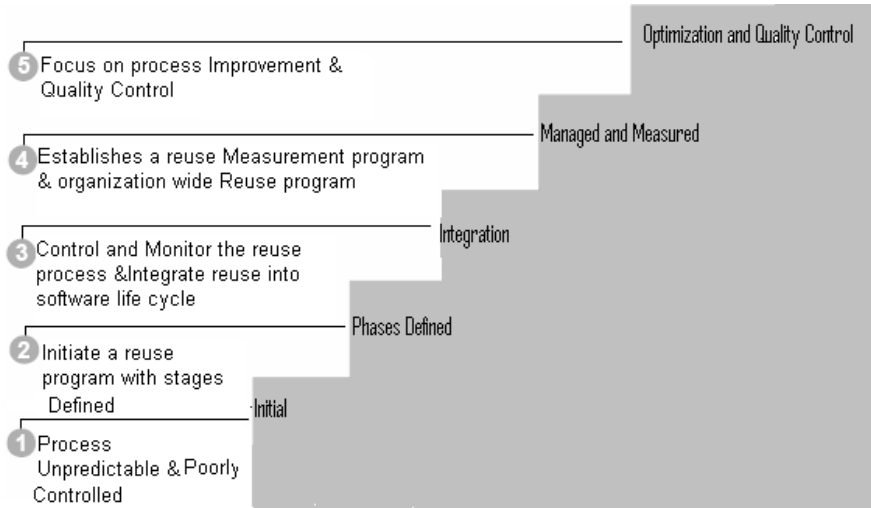 Optimization and Quality Control
5 Focus on process Improvement &
Quality Control
Managed and Measured
4 Establishes a reuse Measurement program
& organization wide Reuse program
Integration
3 Control and Monitor the reuse
process &Integrate reuse into
software life cycle
Phases Defined
2 Initiate a reuse
program with stages
Defined
Initial
1 Process
Unpredictable & Poorly
Controlled